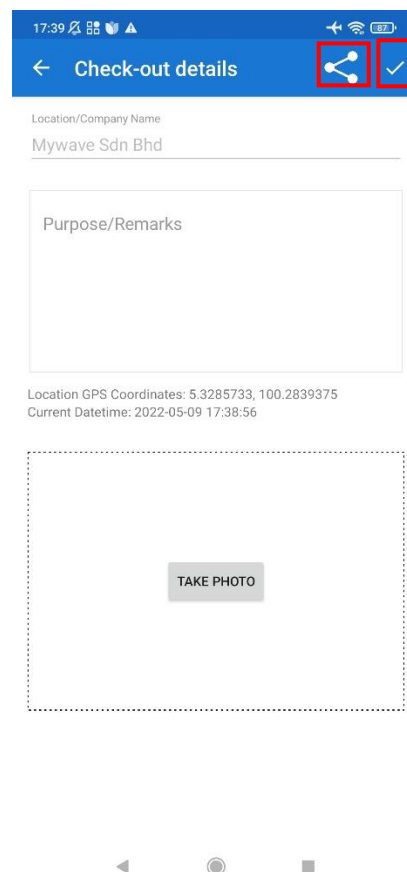 17:39
87
Check-out details
Location/Company Name
Mywave Sdn Bhd
Purpose/Remarks
Location GPS Coordinates: 5.3285733, 100.2839375
Current Datetime: 2022-05-09 17:38:56
TAKE PHOTO